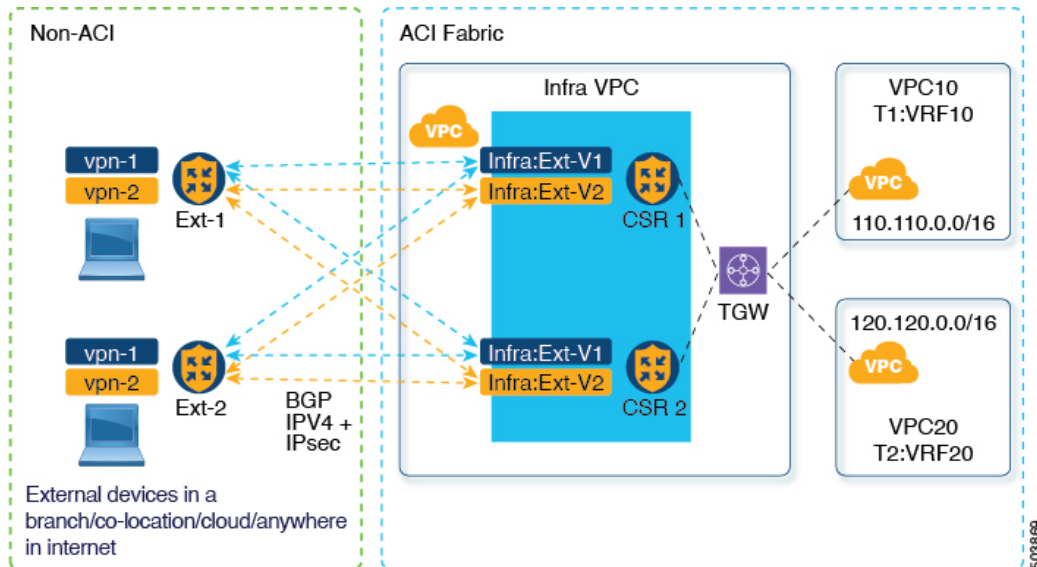 Non-ACI
vpn-1
vpn-2
Ext-1
vpn-1
vpn-2
Ext-2
BGP
IPV4 +
IPsec
External devices in a
branch/co-location/cloud/anywhere
in internet
ACI Fabric
Infra VPC
VPC
Infra:Ext-V1
Infra:Ext-V2
CSR 1
Infra:Ext-V1
Infra:Ext-V2
CSR 2
TGW
VPC10
T1:VRF10
VPC
110.110.0.0/16
120.120.0.0/16
VPC
VPC20
T2:VRF20
503869